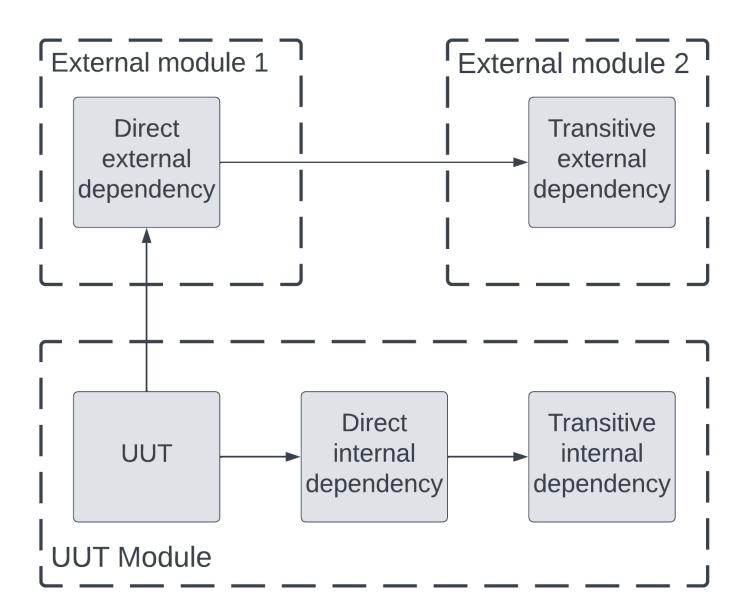 External module 1
Direct
external
dependency
External module 2
Transitive
external
dependency
UUT
Direct
internal
dependency
Transitive
internal
dependency
UUT Module